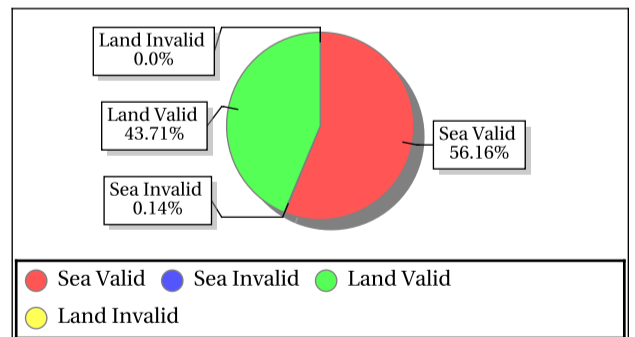 Land Invalid
0.0%
Land Valid
43.71%
Sea Valid
56.16%
Sea Invalid
0.14%
Sea Valid
Sea Invalid
Land Valid
Land Invalid